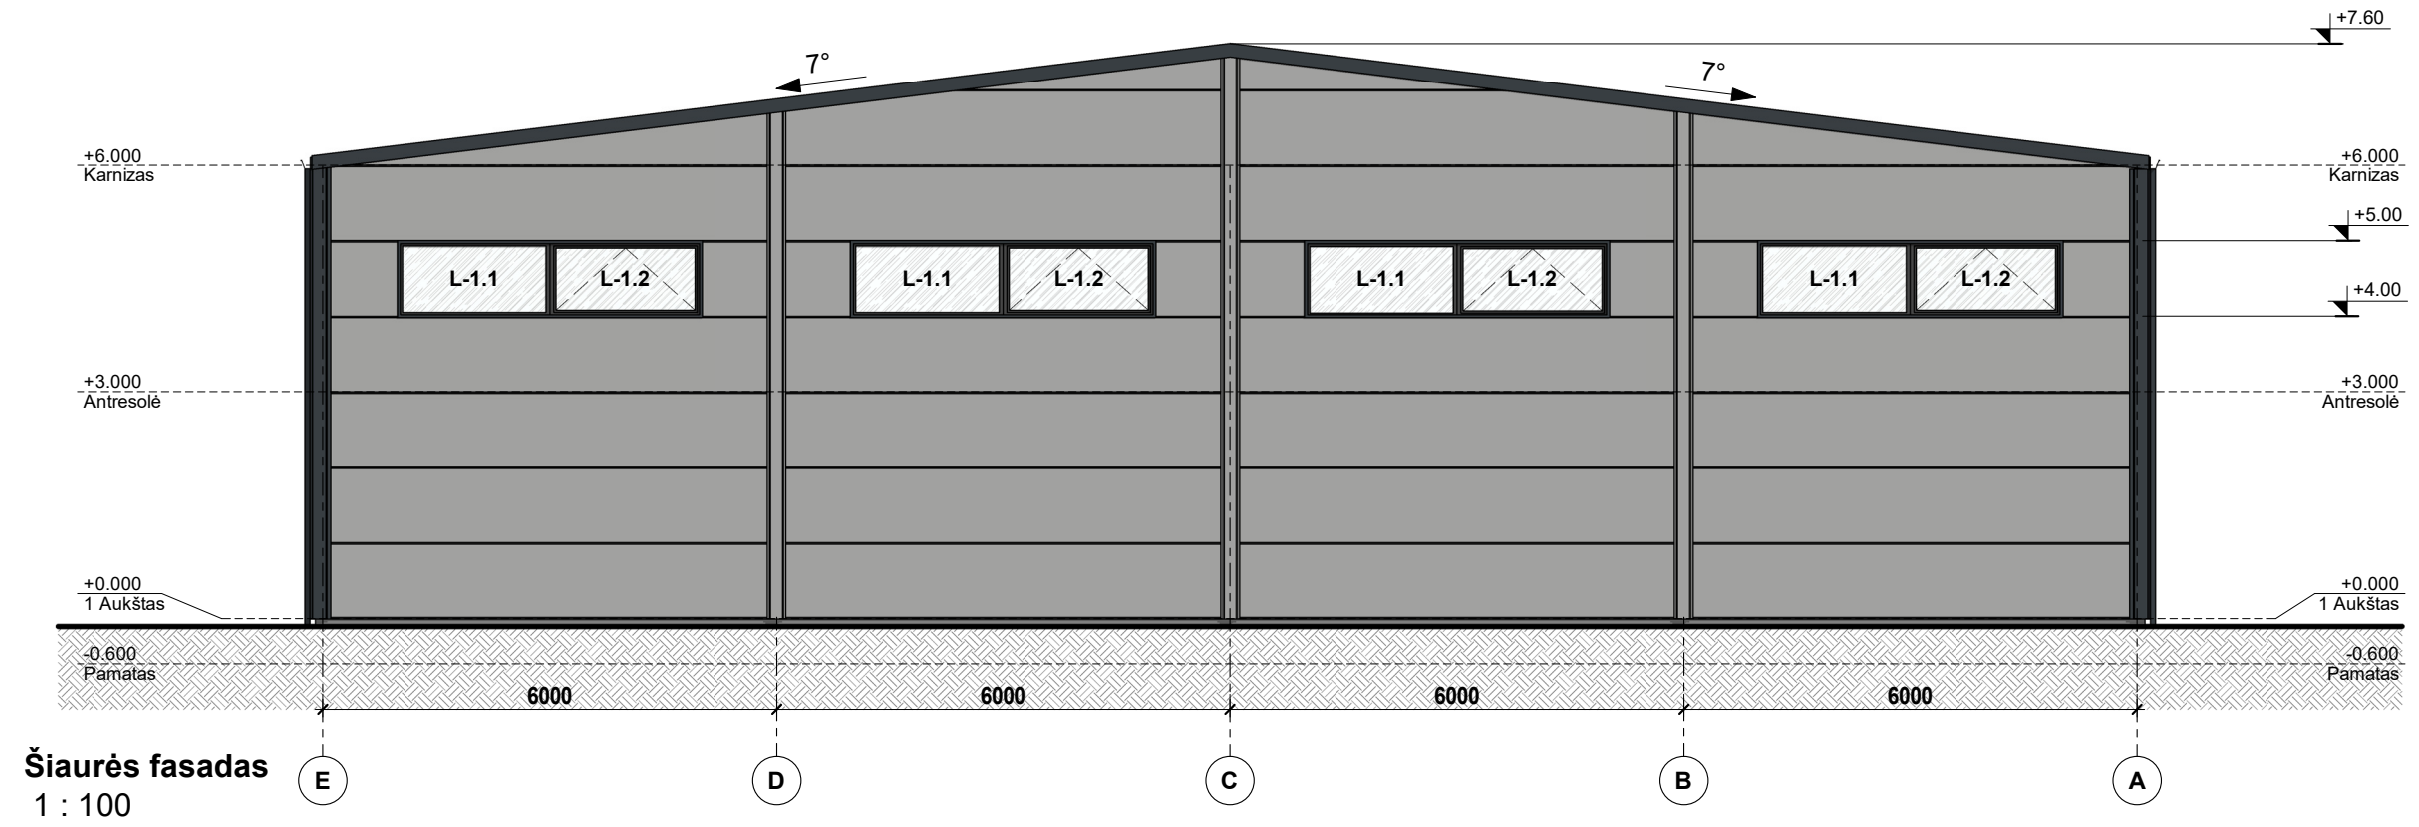 +7.60
7°
7°
+6.000
Karnizas
+6.000
Karnizas
+5.00
L-1.1 L-1.2 L-1.1 L-1.2 L-1.1 L-1.2 L-1.1 L-1.2
+4.00
+3.000
Antresolė
+3.000
Antresolė
+0.000
1 Aukštas
+0.000
1 Aukštas
-0.600
Pamatas
-0.600
Pamatas
6000 6000 6000 6000
Šiaurės fasadas
1 : 100
E D C B A